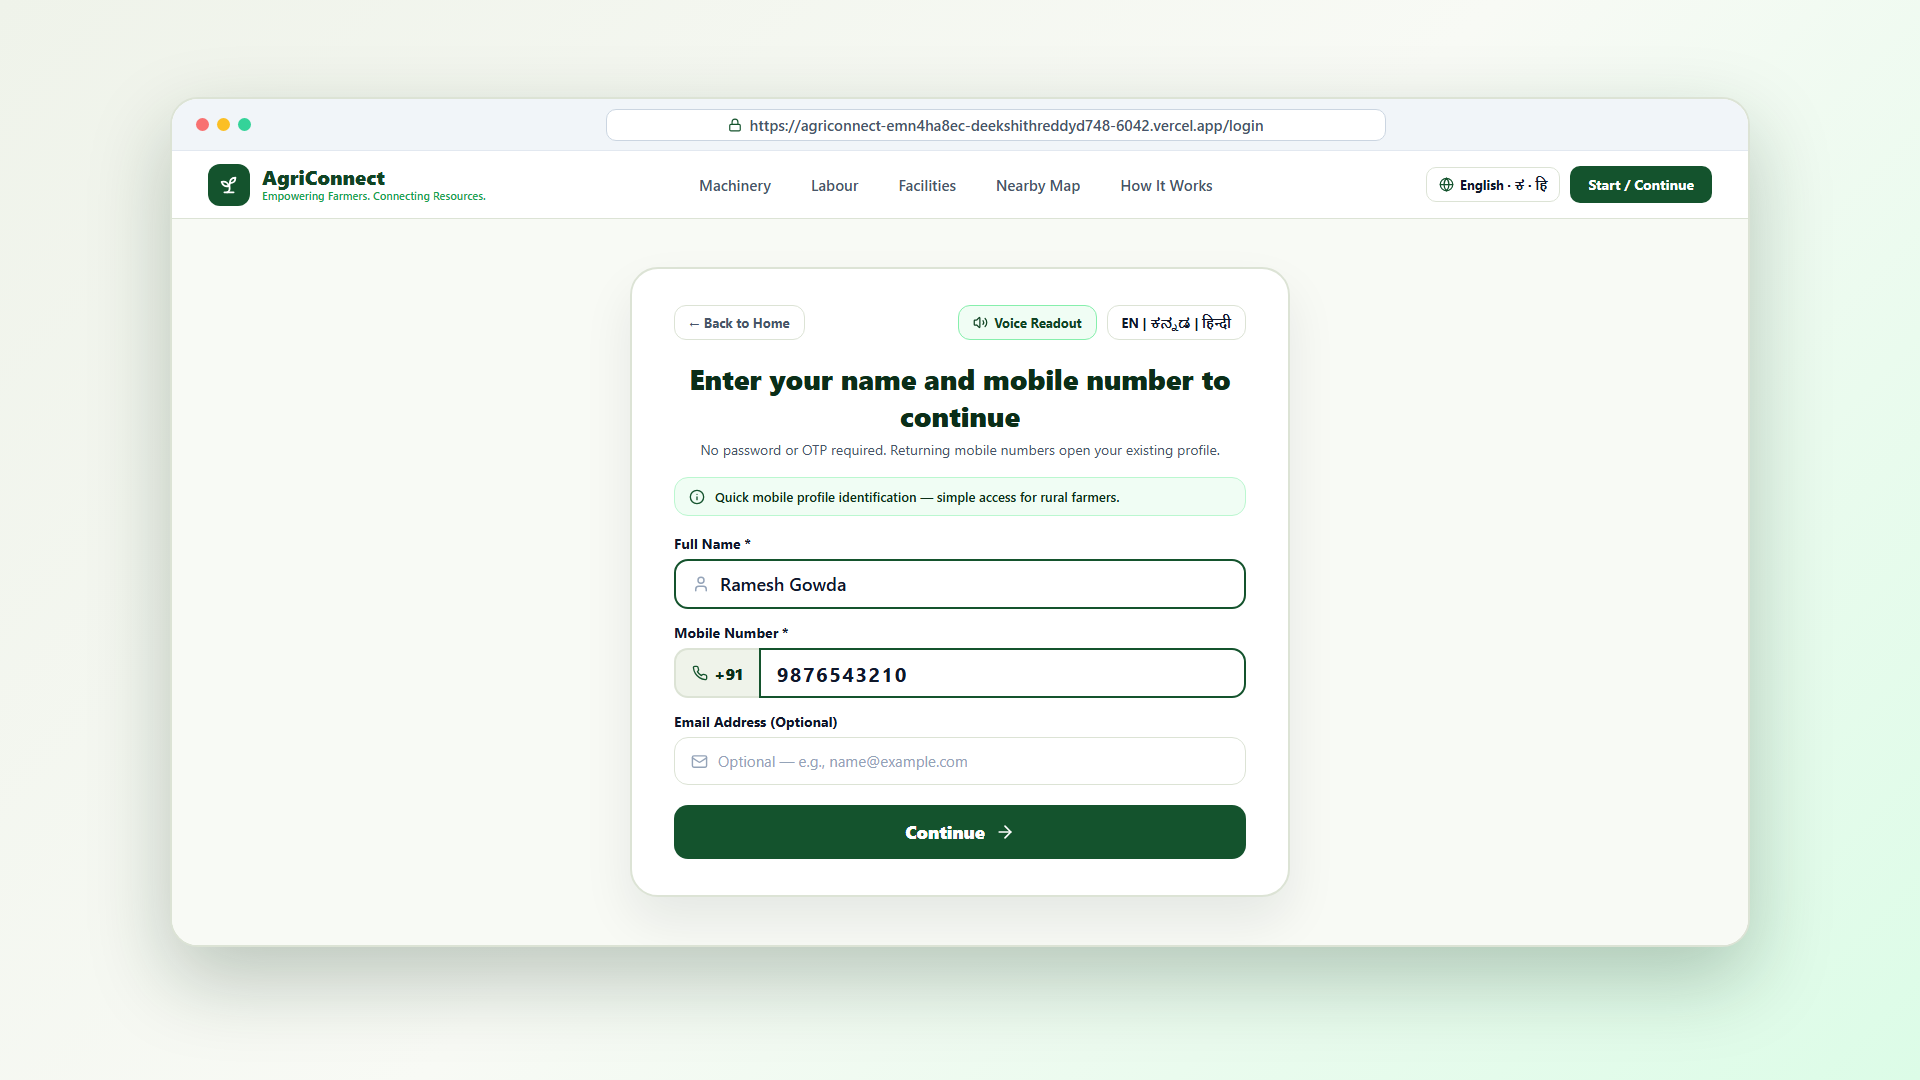 https://agriconnect-emn4ha8ec-deekshithreddyd748-6042.vercel.app/login
AgriConnect
Empowering Farmers. Connecting Resources.
Machinery
Labour
Facilities
Nearby Map
How It Works
English · ಕ · हि
Start / Continue
← Back to Home
Voice Readout
EN | ಕನ್ನಡ | हिन्दी
Enter your name and mobile number to
continue
No password or OTP required. Returning mobile numbers open your existing profile.
Quick mobile profile identification — simple access for rural farmers.
Full Name *
Ramesh Gowda
Mobile Number *
+91
9876543210
Email Address (Optional)
Optional — e.g., name@example.com
Continue →